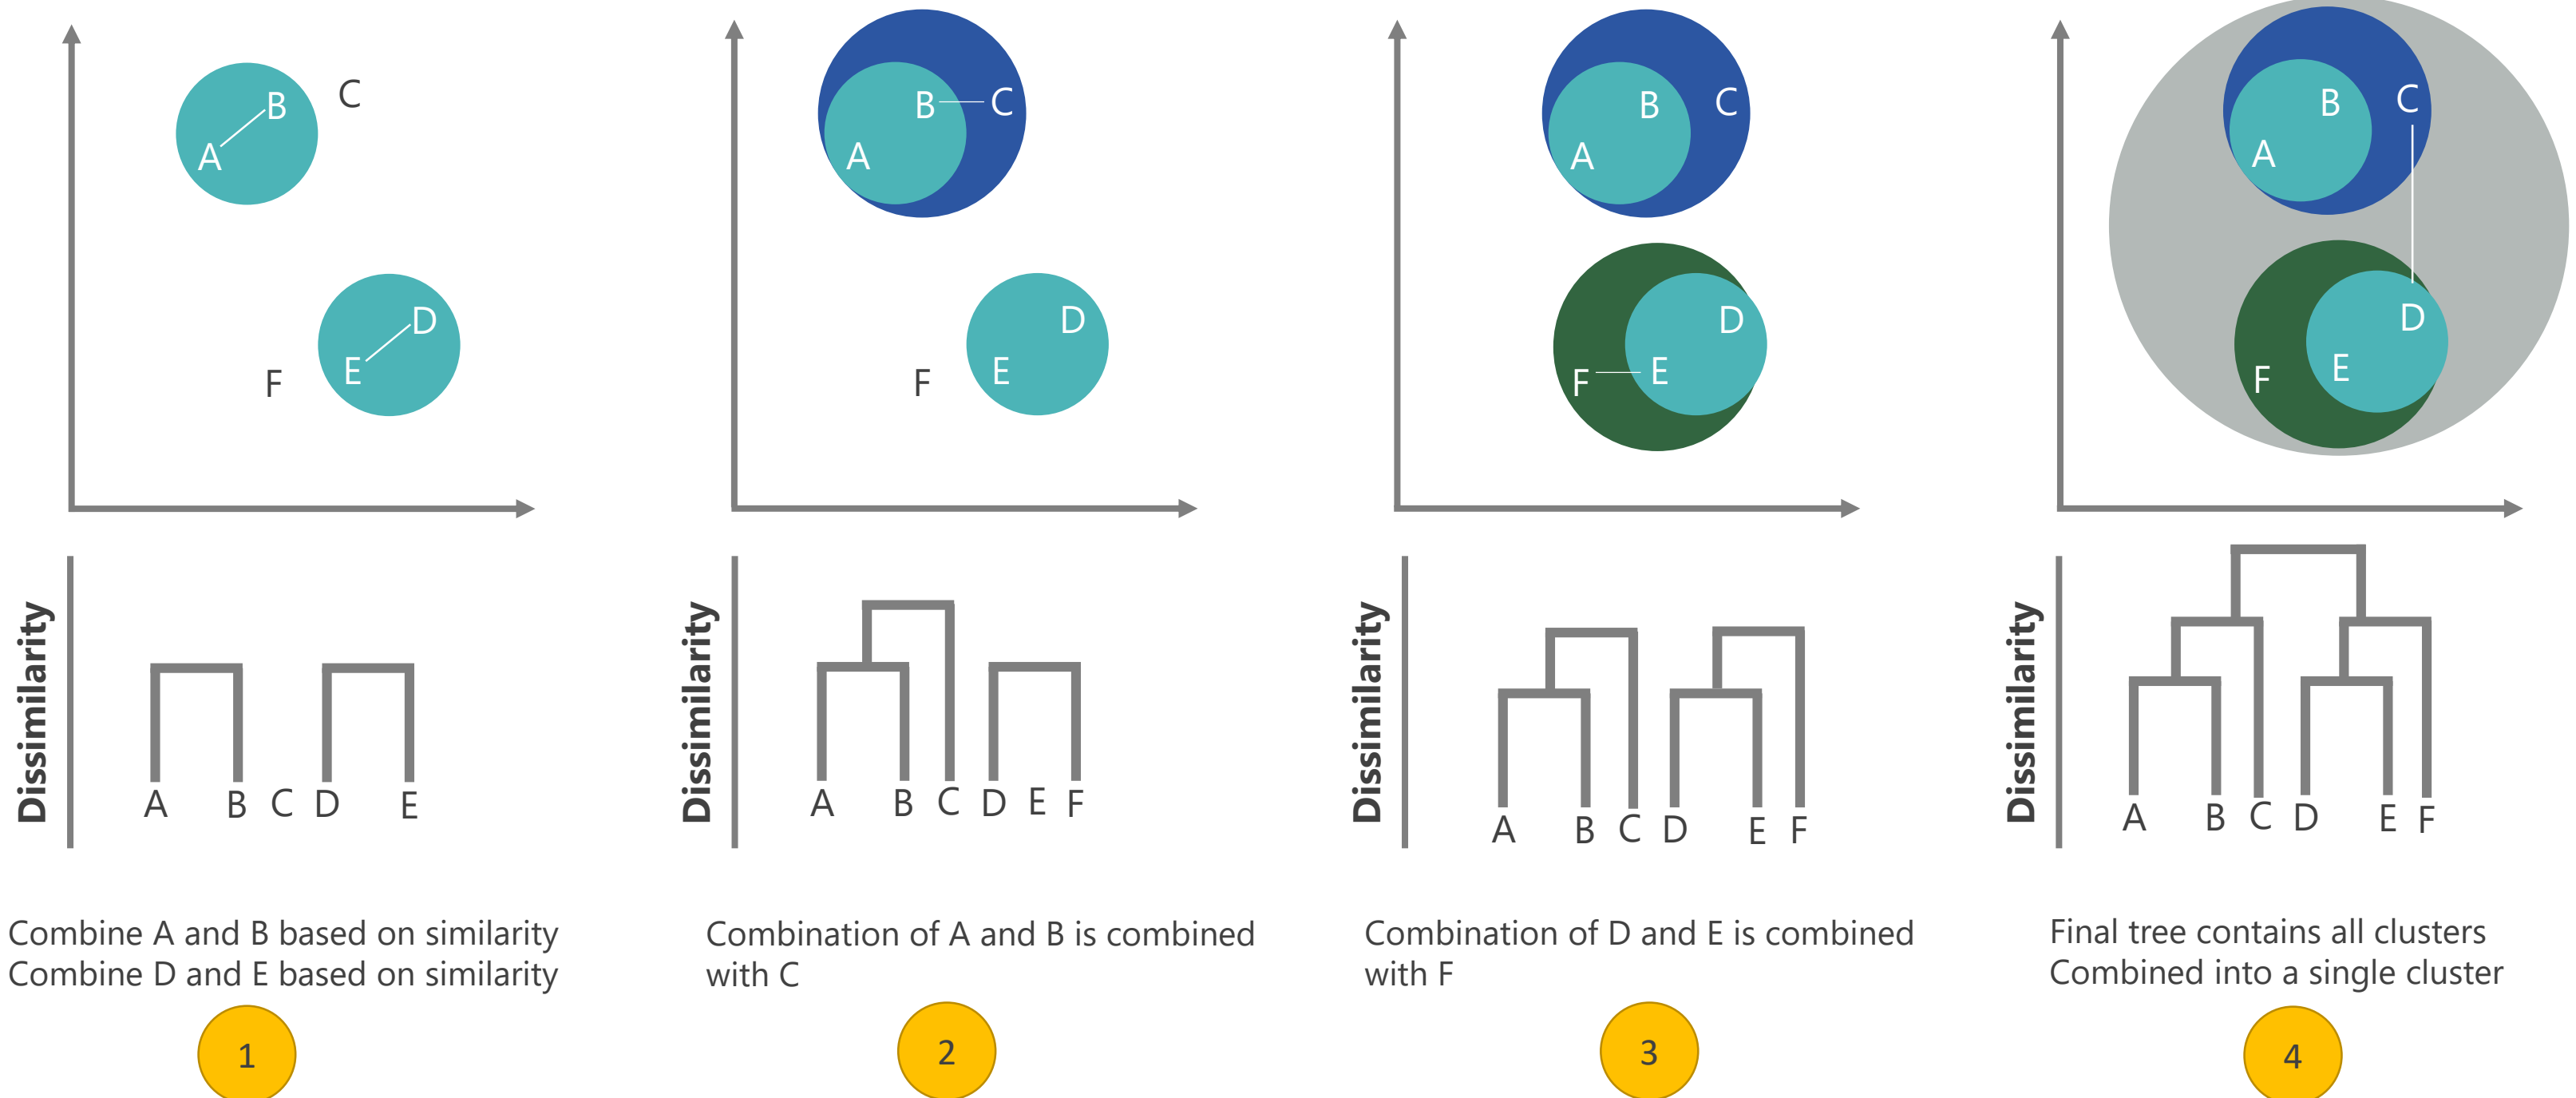 B
C
A
D
E
F
B
C
A
D
E
F
B
C
A
D
E
F
B
C
A
D
E
F
Dissimilarity
A B C D E
Dissimilarity
A B C D E F
Dissimilarity
A B C D E F
Dissimilarity
A B C D E F
Combine A and B based on similarity
Combine D and E based on similarity
1
Combination of A and B is combined
with C
2
Combination of D and E is combined
with F
3
Final tree contains all clusters
Combined into a single cluster
4